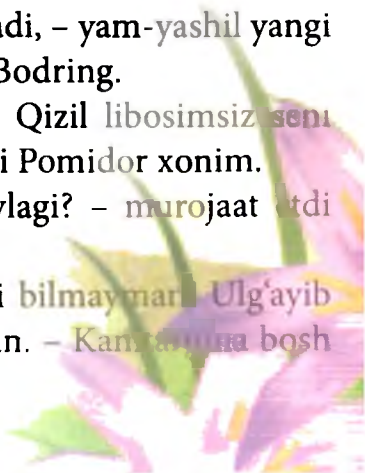 adi, – yam-yashil yangi
Bodring.
Qizil libosimsiz seni
i Pomidor xonim.
ylagi? – murojaat etdi
i bilmayman. Ulg‘ayib
n. – bosh